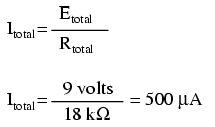 I_total = E_total / R_total
I_total = 9 volts / 18 kΩ = 500 μA